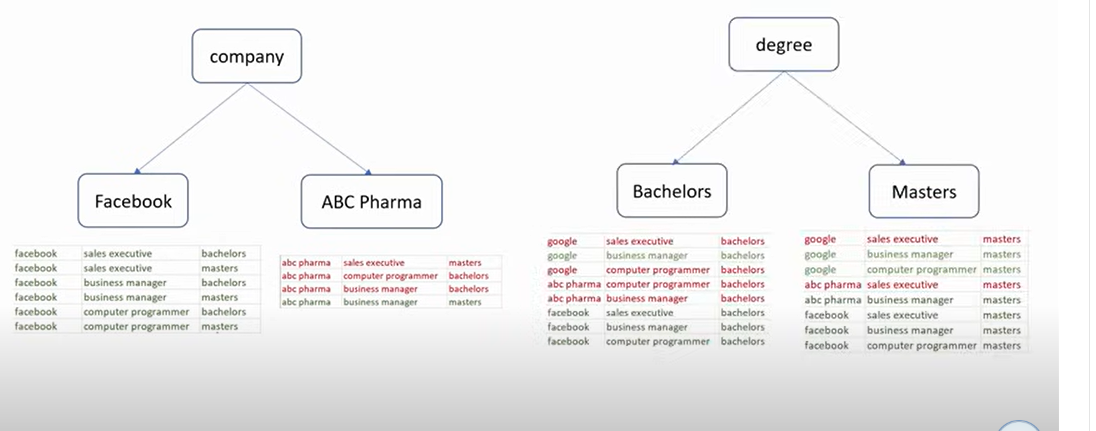 company
Facebook
ABC Pharma
facebook sales executive bachelors
facebook sales executive masters
facebook business manager bachelors
facebook business manager masters
facebook computer programmer bachelors
facebook computer programmer masters
abc pharma sales executive masters
abc pharma computer programmer bachelors
abc pharma business manager bachelors
abc pharma business manager masters
degree
Bachelors
Masters
google sales executive bachelors
google business manager bachelors
google computer programmer bachelors
abc pharma computer programmer bachelors
abc pharma business manager bachelors
facebook sales executive bachelors
facebook business manager bachelors
facebook computer programmer bachelors
google sales executive masters
google business manager masters
google computer programmer masters
abc pharma sales executive masters
abc pharma business manager masters
facebook sales executive masters
facebook business manager masters
facebook computer programmer masters